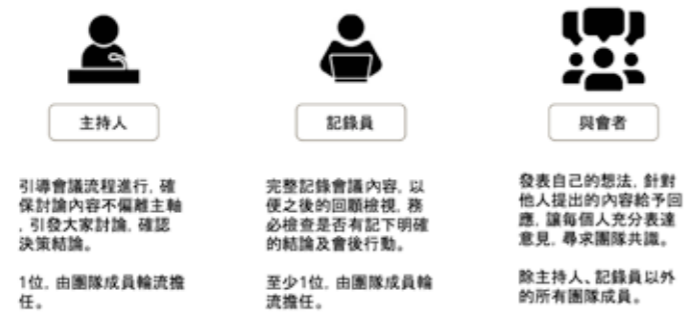 主持人
引導會議流程進行, 確
保討論內容不偏離主軸
, 引發大家討論, 確認
決策結論。
1位, 由團隊成員輪流擔
任。
記錄員
完整記錄會議內容, 以
便之後的回顧檢視, 務
必檢查是否有記下明確
的結論及會後行動。
至少1位, 由團隊成員輪
流擔任。
與會者
發表自己的想法, 針對
他人提出的內容給予回
應, 讓每個人充分表達
意見, 尋求團隊共識。
除主持人、記錄員以外
的所有團隊成員。